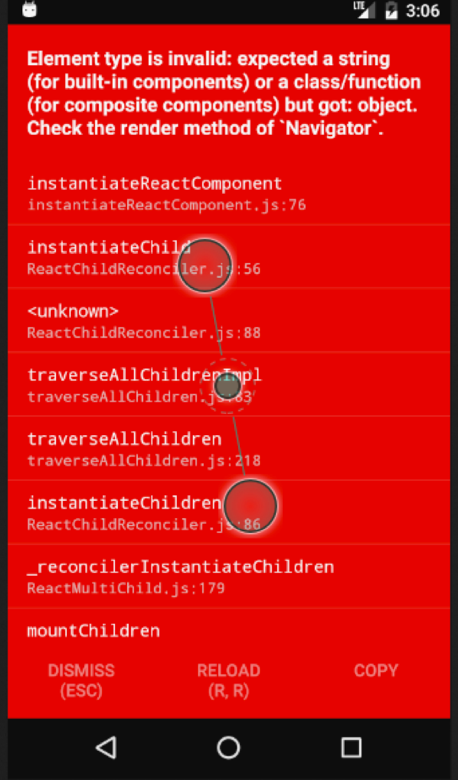 LTE 3:06
Element type is invalid: expected a string
(for built-in components) or a class/function
(for composite components) but got: object.
Check the render method of `Navigator`.
instantiateReactComponent
instantiateReactComponent.js:76
instantiateChild
ReactChildReconciler.js:56
<unknown>
ReactChildReconciler.js:88
traverseAllChildrenImpl
traverseAllChildren.js:83
traverseAllChildren
traverseAllChildren.js:218
instantiateChildren
ReactChildReconciler.js:86
_reconcilerInstantiateChildren
ReactMultiChild.js:179
mountChildren
DISMISS
(ESC)
RELOAD
(R, R)
COPY